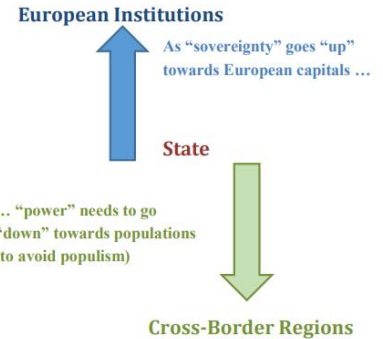 European Institutions
As “sovereignty” goes “up”
towards European capitals …
State
.. “power” needs to go
“down” towards populations
to avoid populism)
Cross-Border Regions